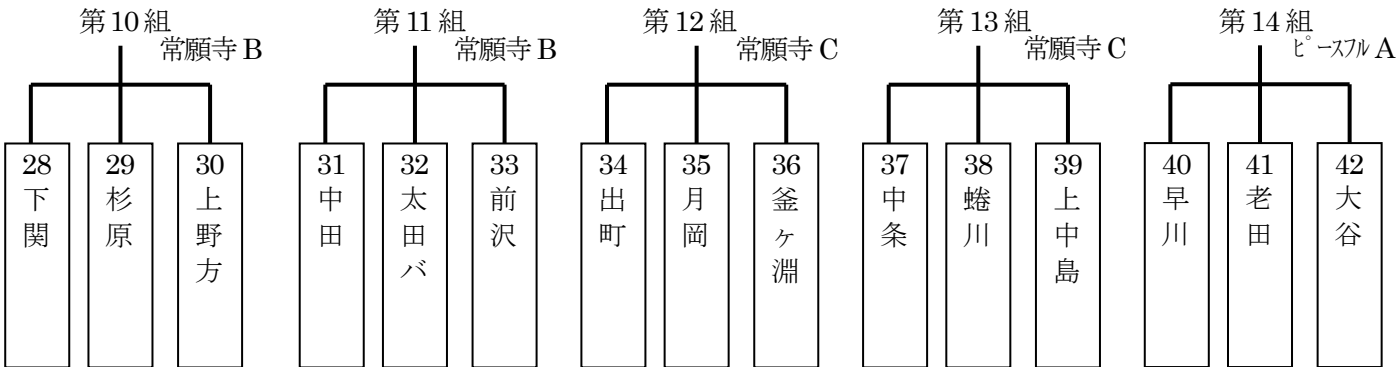 第10組
常願寺B
28
下関
29
杉原
30
上野方
第11組
常願寺B
31
中田
32
太田バ
33
前沢
第12組
常願寺C
34
出町
35
月岡
36
釜ヶ淵
第13組
常願寺C
37
中条
38
蜷川
39
上中島
第14組
ピースフルA
40
早川
41
老田
42
大谷